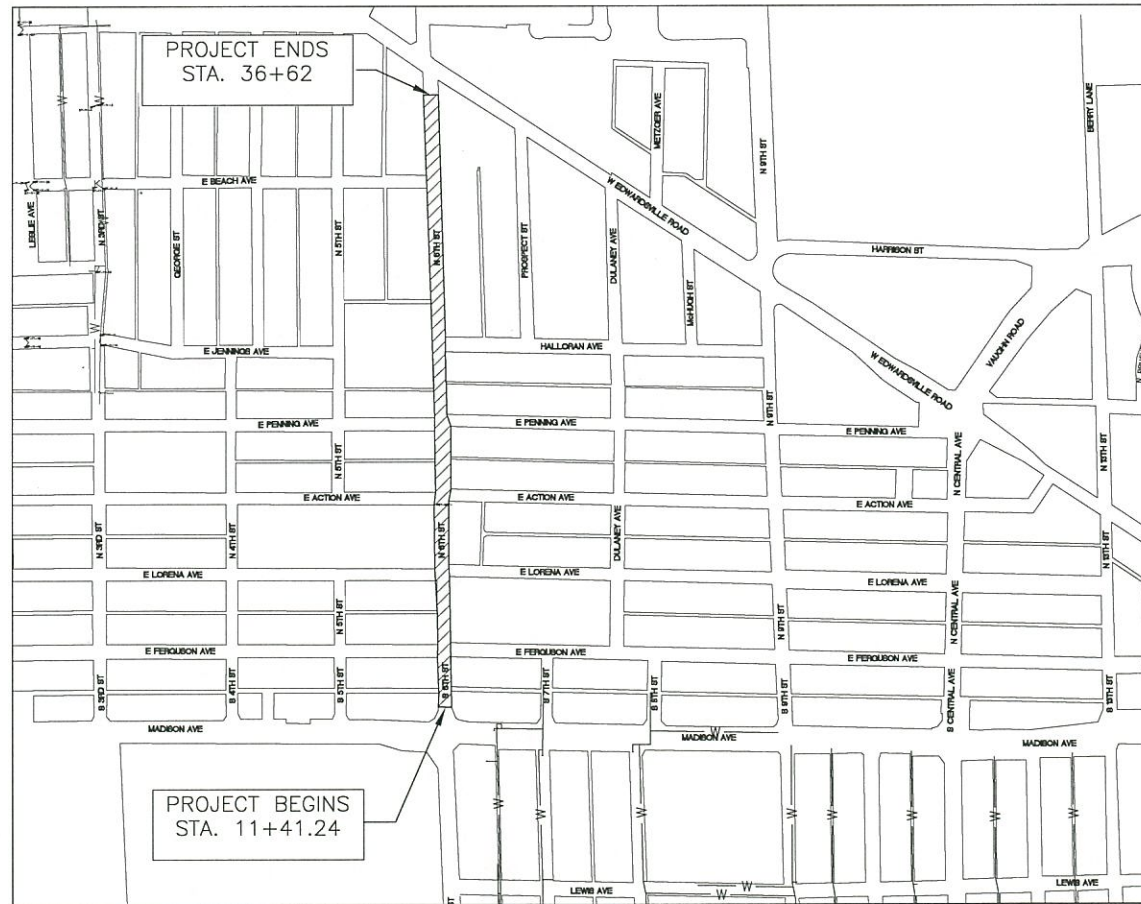 PROJECT ENDS
STA. 36+62
W
W
METZGER AVE
BERRY LANE
N 9TH ST
E BEACH AVE
LESLIE AVE
N 3RD ST
GEORGE ST
N 5TH ST
N 6TH ST
PROSPECT ST
DULANEY AVE
W EDWARDSVILLE ROAD
McHUGH ST
HARRISON ST
W
E JENNINGS AVE
HALLORAN AVE
VAUGHN ROAD
W EDWARDSVILLE ROAD
E PENNING AVE
E PENNING AVE
E PENNING AVE
N 5TH ST
N 9TH ST
N CENTRAL AVE
N 13TH ST
E ACTION AVE
E ACTION AVE
E ACTION AVE
N 3RD ST
N 4TH ST
N 6TH ST
DULANEY AVE
N 13TH ST
E LORENA AVE
E LORENA AVE
E LORENA AVE
N 5TH ST
N 9TH ST
N CENTRAL AVE
E FERGUSON AVE
E FERGUSON AVE
E FERGUSON AVE
S 3RD ST
S 4TH ST
S 5TH ST
S 6TH ST
S 7TH ST
S 8TH ST
S 9TH ST
S CENTRAL AVE
S 13TH ST
MADISON AVE
W
MADISON AVE
MADISON AVE
PROJECT BEGINS
STA. 11+41.24
W
W
W
W
W
W
W
W
W
W
LEWIS AVE
W
LEWIS AVE
ST